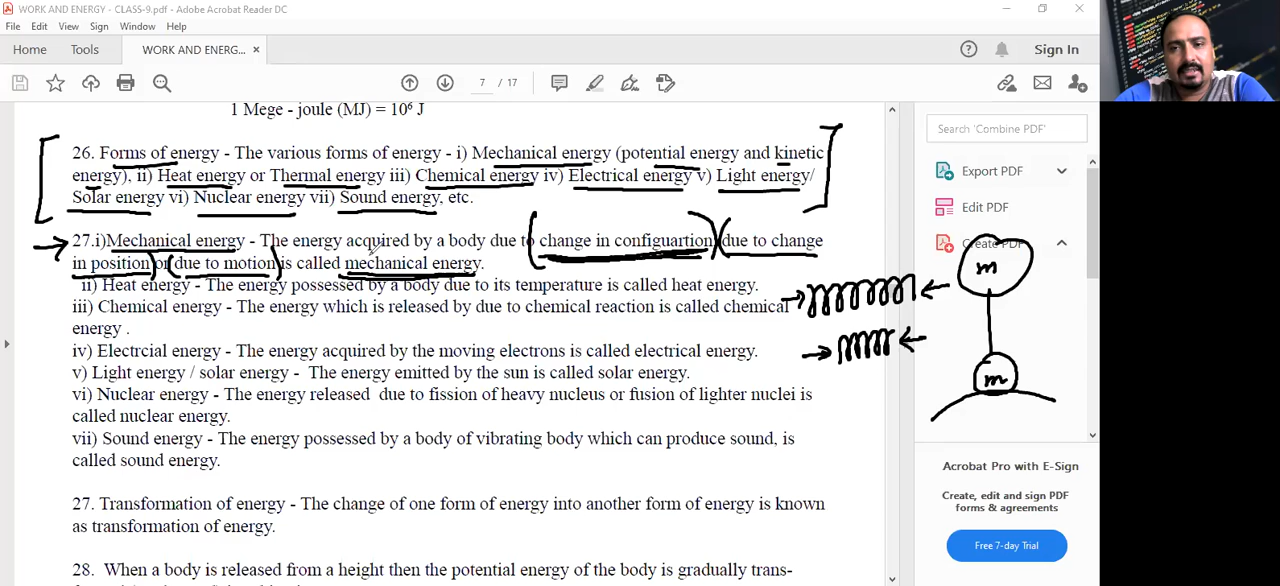 WORK AND ENERGY - CLASS-9.pdf - Adobe Acrobat Reader DC
File Edit View Sign Window Help
Home Tools WORK AND ENERG... × Sign In
7 / 17
1 Mege - joule (MJ) = 10⁶ J
26. Forms of energy - The various forms of energy - i) Mechanical energy (potential energy and kinetic
energy), ii) Heat energy or Thermal energy iii) Chemical energy iv) Electrical energy v) Light energy/
Solar energy vi) Nuclear energy vii) Sound energy, etc.
27.i)Mechanical energy - The energy acquired by a body due to change in configuartion, due to change
in position or due to motion is called mechanical energy.
ii) Heat energy - The energy possessed by a body due to its temperature is called heat energy.
iii) Chemical energy - The energy which is released by due to chemical reaction is called chemical
energy .
iv) Electrcial energy - The energy acquired by the moving electrons is called electrical energy.
v) Light energy / solar energy - The energy emitted by the sun is called solar energy.
vi) Nuclear energy - The energy released due to fission of heavy nucleus or fusion of lighter nuclei is
called nuclear energy.
vii) Sound energy - The energy possessed by a body of vibrating body which can produce sound, is
called sound energy.
27. Transformation of energy - The change of one form of energy into another form of energy is known
as transformation of energy.
28. When a body is released from a height then the potential energy of the body is gradually trans-
Search 'Combine PDF'
Export PDF
Edit PDF
Create PDF
m
m
Acrobat Pro with E-Sign
Create, edit and sign PDF
forms & agreements
Free 7-day Trial